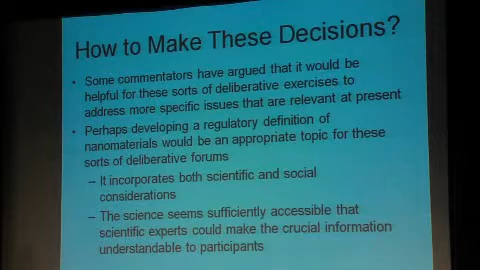 How to Make These Decisions?
• Some commentators have argued that it would be
helpful for these sorts of deliberative exercises to
address more specific issues that are relevant at present
• Perhaps developing a regulatory definition of
nanomaterials would be an appropriate topic for these
sorts of deliberative forums
– It incorporates both scientific and social
considerations
– The science seems sufficiently accessible that
scientific experts could make the crucial information
understandable to participants